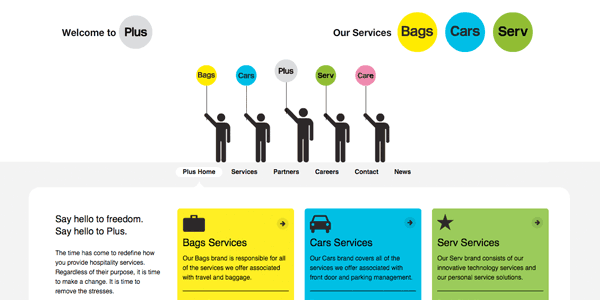 Welcome to Plus
Our Services Bags Cars Serv
Bags Cars Plus Serv Care
Plus Home Services Partners Careers Contact News
Say hello to freedom.
Say hello to Plus.
The time has come to redefine how
you provide hospitality services.
Regardless of their purpose, it is time
to make a change. It is time to
remove the stresses.
Bags Services
Our Bags brand is responsible for all
of the services we offer associated
with travel and baggage.
Cars Services
Our Cars brand covers all of the
services we offer associated with
front door and parking management.
Serv Services
Our Serv brand consists of our
innovative technology services and
our personal service solutions.